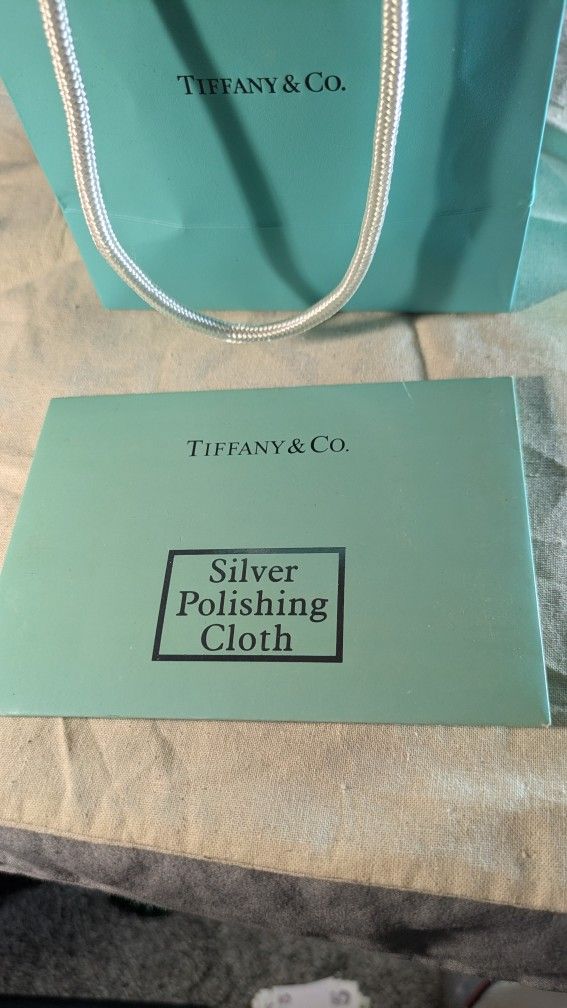 TIFFANY & CO.
TIFFANY & CO.
Silver
Polishing
Cloth